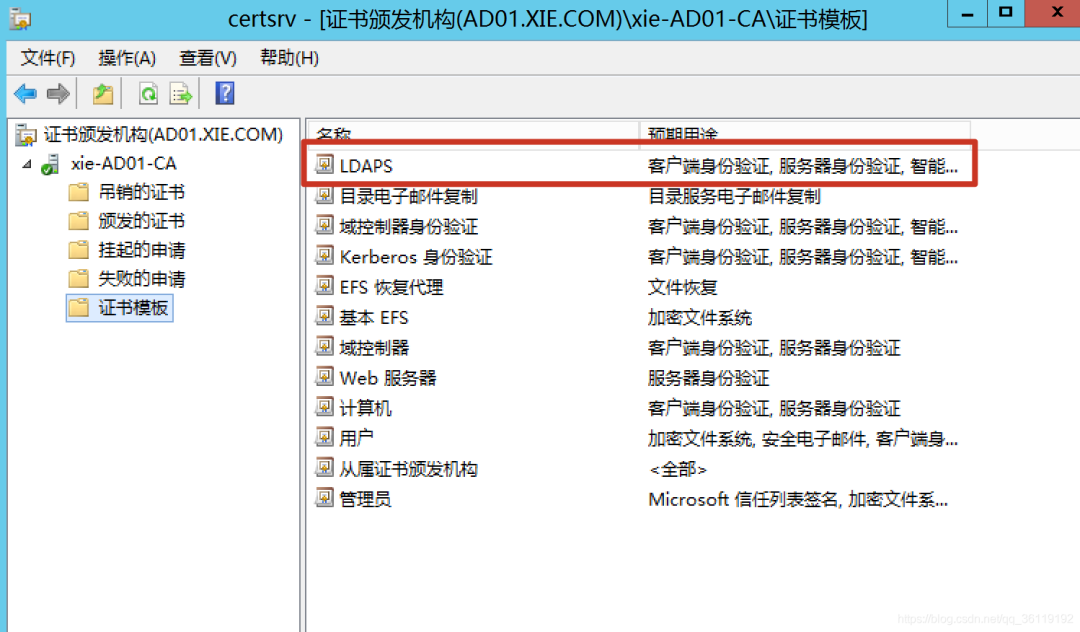 certsrv - [证书颁发机构(AD01.XIE.COM)\xie-AD01-CA\证书模板]
文件(F) 操作(A) 查看(V) 帮助(H)
证书颁发机构(AD01.XIE.COM)
xie-AD01-CA
吊销的证书
颁发的证书
挂起的申请
失败的申请
证书模板
名称 预期用途
LDAPS 客户端身份验证, 服务器身份验证, 智能...
目录电子邮件复制 目录服务电子邮件复制
域控制器身份验证 客户端身份验证, 服务器身份验证, 智能...
Kerberos 身份验证 客户端身份验证, 服务器身份验证, 智能...
EFS 恢复代理 文件恢复
基本 EFS 加密文件系统
域控制器 客户端身份验证, 服务器身份验证
Web 服务器 服务器身份验证
计算机 客户端身份验证, 服务器身份验证
用户 加密文件系统, 安全电子邮件, 客户端身...
从属证书颁发机构 <全部>
管理员 Microsoft 信任列表签名, 加密文件系...
https://blog.csdn.net/qq_36119192